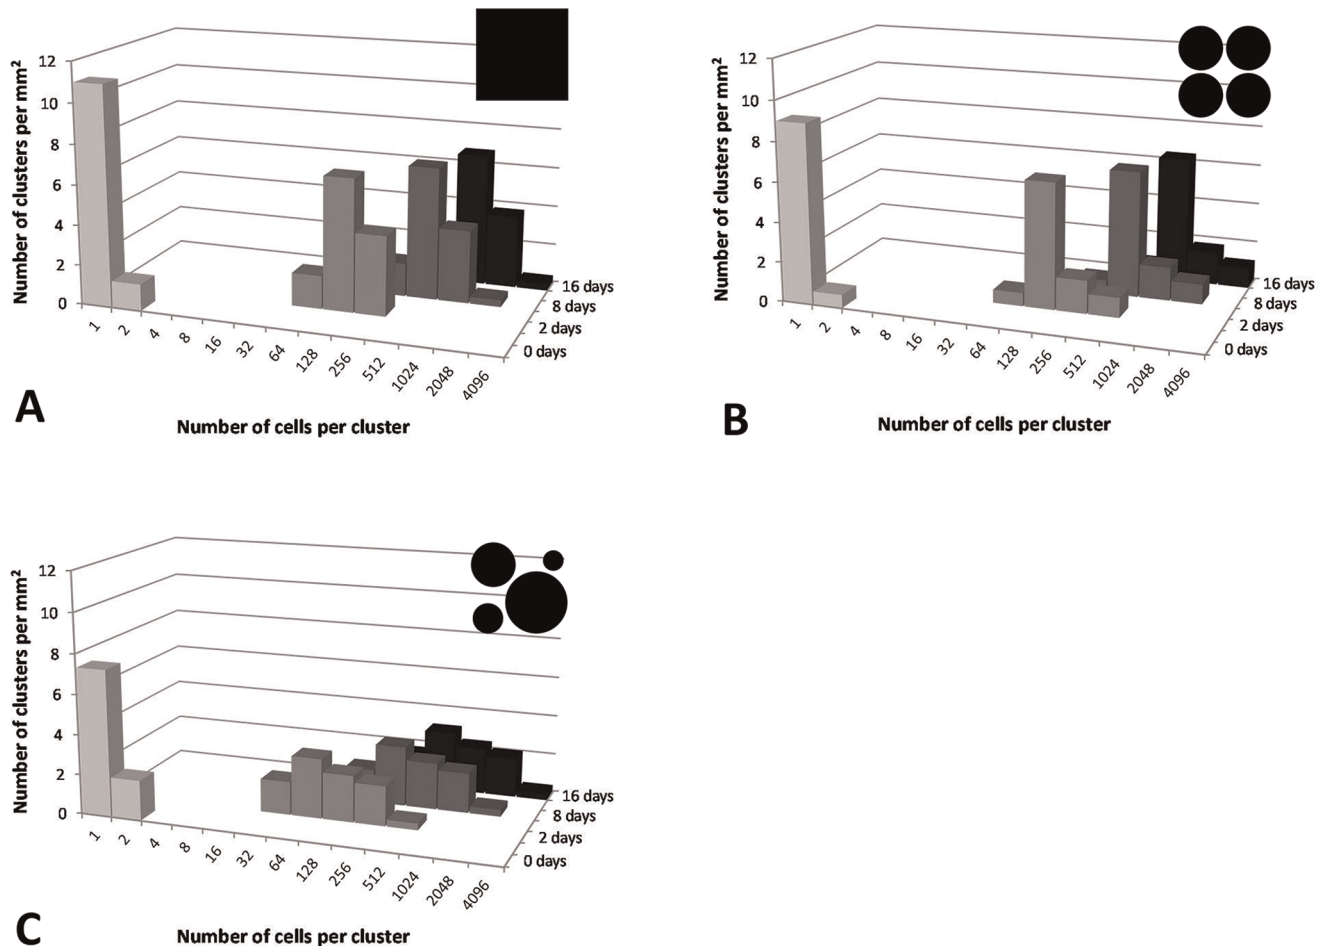 Number of clusters per mm²
12
10
8
6
4
2
0
1
2
4
8
16
32
64
128
256
512
1024
2048
4096
0 days
2 days
8 days
16 days
Number of cells per cluster
A
Number of clusters per mm²
12
10
8
6
4
2
0
1
2
4
8
16
32
64
128
256
512
1024
2048
4096
0 days
2 days
8 days
16 days
Number of cells per cluster
B
Number of clusters per mm²
12
10
8
6
4
2
0
1
2
4
8
16
32
64
128
256
512
1024
2048
4096
0 days
2 days
8 days
16 days
Number of cells per cluster
C